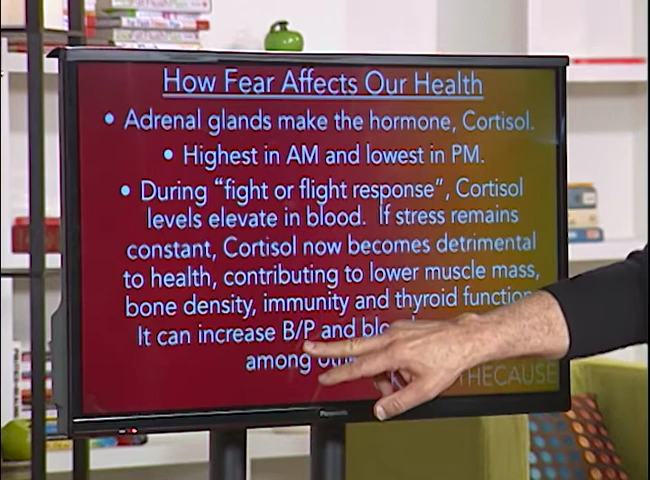 How Fear Affects Our Health
• Adrenal glands make the hormone, Cortisol.
• Highest in AM and lowest in PM.
• During "fight or flight response", Cortisol
levels elevate in blood. If stress remains
constant, Cortisol now becomes detrimental
to health, contributing to lower muscle mass,
bone density, immunity and thyroid function
It can increase B/P and
among
THECAUSE
Panasonic